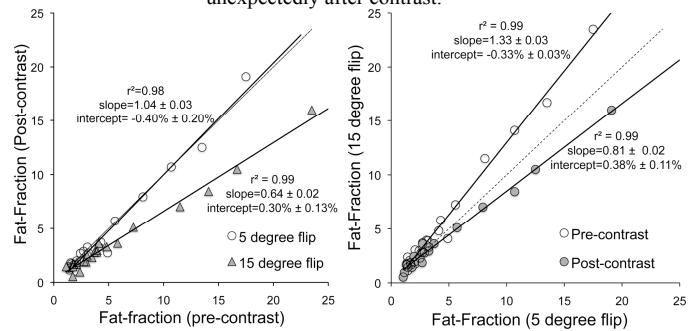 unexpectedly after contrast.
25
20
15
10
5
0
0
5
10
15
20
25
Fat-Fraction (Post-contrast)
Fat-fraction (pre-contrast)
r²=0.98
slope=1.04 ± 0.03
intercept= -0.40% ± 0.20%
r² = 0.99
slope=0.64 ± 0.02
intercept=0.30% ± 0.13%
5 degree flip
15 degree flip
25
20
15
10
5
0
0
5
10
15
20
25
Fat-Fraction (15 degree flip)
Fat-Fraction (5 degree flip)
r² = 0.99
slope=1.33 ± 0.03
intercept= -0.33% ± 0.03%
r² = 0.99
slope=0.81 ± 0.02
intercept=0.38% ± 0.11%
Pre-contrast
Post-contrast